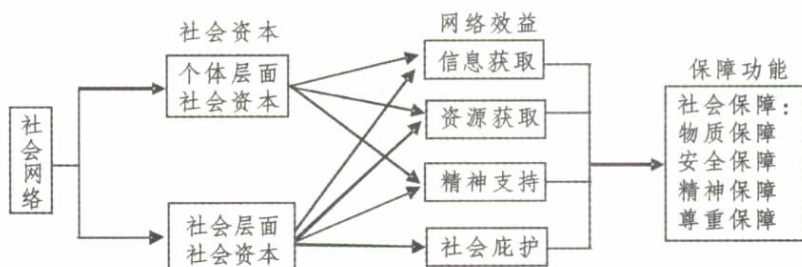 社会资本
网络效益
保障功能
社会网络
个体层面
社会资本
社会层面
社会资本
信息获取
资源获取
精神支持
社会庇护
社会保障：
物质保障
安全保障
精神保障
尊重保障